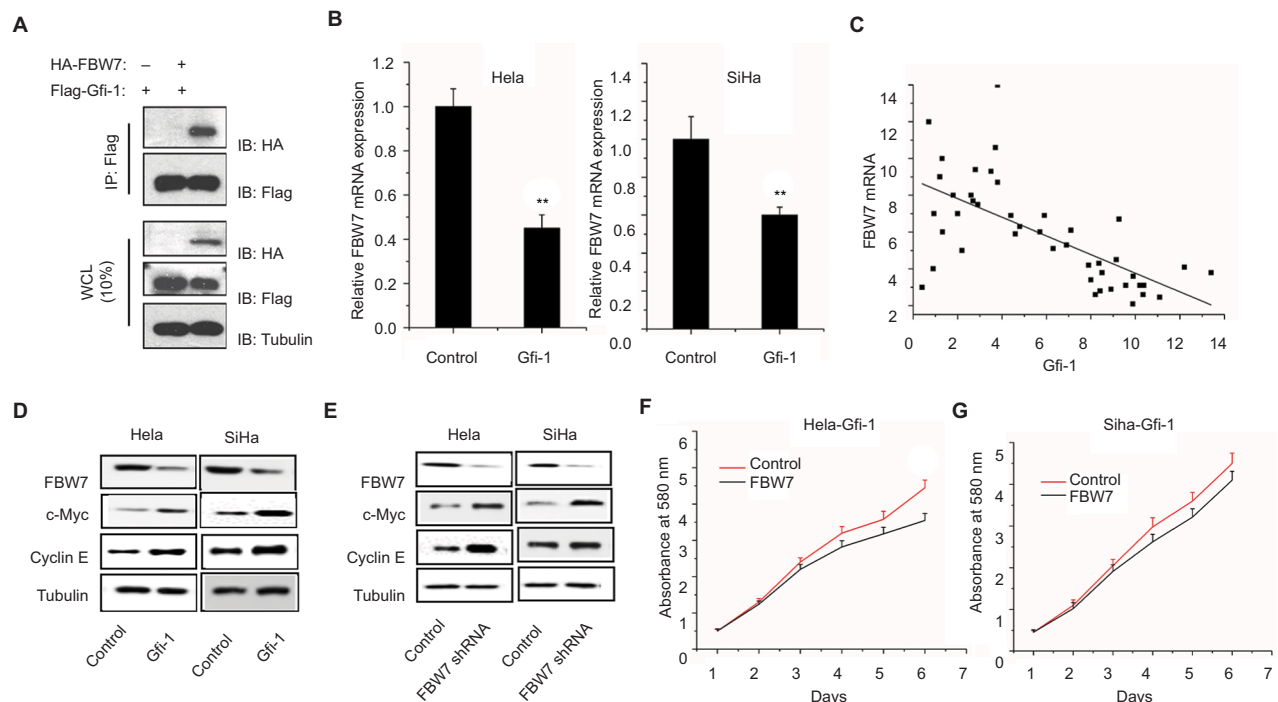 A
HA-FBW7: – +
Flag-Gfi-1: + +
IP: Flag
IB: HA
IB: Flag
WCL
(10%)
IB: HA
IB: Flag
IB: Tubulin
B
Relative FBW7 mRNA expression
1.2
1.0
0.8
0.6
0.4
0.2
0.0
Hela
**
Control Gfi-1
Relative FBW7 mRNA expression
1.4
1.2
1.0
0.8
0.6
0.4
0.2
0.0
SiHa
**
Control Gfi-1
C
FBW7 mRNA
14
12
10
8
6
4
2
0 2 4 6 8 10 12 14
Gfi-1
D
Hela SiHa
FBW7
c-Myc
Cyclin E
Tubulin
Control Gfi-1 Control Gfi-1
E
Hela SiHa
FBW7
c-Myc
Cyclin E
Tubulin
Control FBW7 shRNA Control FBW7 shRNA
F
Hela-Gfi-1
Absorbance at 580 nm
6
5
5
4
3
2
1
0
Control
FBW7
1 2 3 4 5 6 7
Days
G
Siha-Gfi-1
Absorbance at 580 nm
5
4
3
2
1
0
Control
FBW7
1 2 3 4 5 6 7
Days